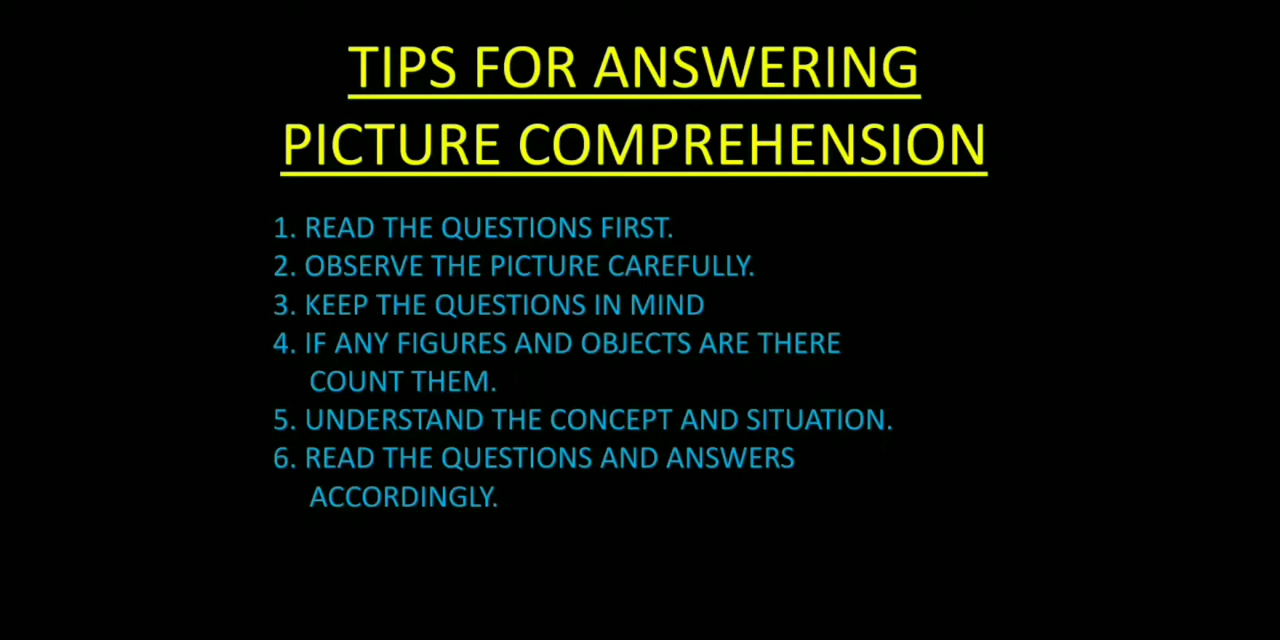 TIPS FOR ANSWERING
PICTURE COMPREHENSION
1. READ THE QUESTIONS FIRST.
2. OBSERVE THE PICTURE CAREFULLY.
3. KEEP THE QUESTIONS IN MIND
4. IF ANY FIGURES AND OBJECTS ARE THERE
COUNT THEM.
5. UNDERSTAND THE CONCEPT AND SITUATION.
6. READ THE QUESTIONS AND ANSWERS
ACCORDINGLY.